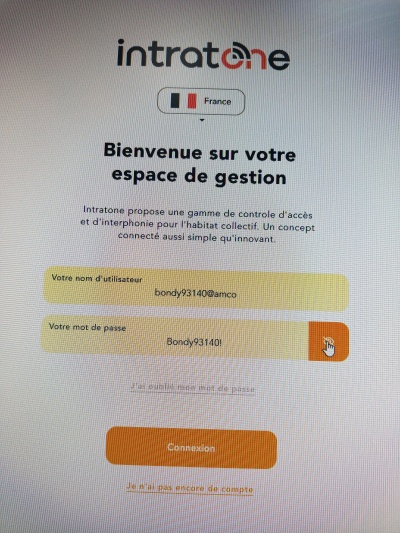 intratone
France
Bienvenue sur votre
espace de gestion
Intratone propose une gamme de controle d'accès
et d'interphonie pour l'habitat collectif. Un concept
connecté aussi simple qu'innovant.
Votre nom d'utilisateur
bondy93140@amco
Votre mot de passe
Bondy93140!
J'ai oublié mon mot de passe
Connexion
Je n'ai pas encore de compte